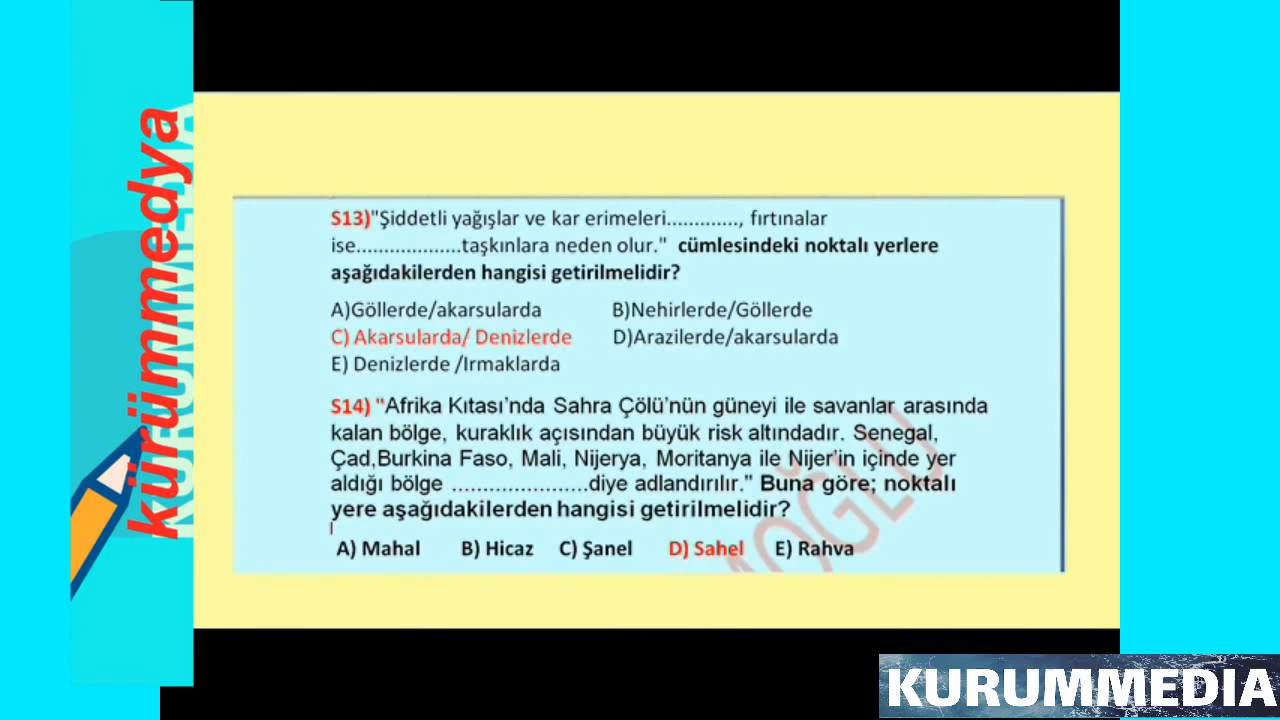 kürümmedya
KURUMMEDIA
S13)"Şiddetli yağışlar ve kar erimeleri............., fırtınalar
ise...................taşkınlara neden olur." cümlesindeki noktalı yerlere
aşağıdakilerden hangisi getirilmelidir?
A)Göllerde/akarsularda B)Nehirlerde/Göllerde
C) Akarsularda/ Denizlerde D)Arazilerde/akarsularda
E) Denizlerde /Irmaklarda
S14) "Afrika Kıtası’nda Sahra Çölü’nün güneyi ile savanlar arasında
kalan bölge, kuraklık açısından büyük risk altındadır. Senegal,
Çad,Burkina Faso, Mali, Nijerya, Moritanya ile Nijer’in içinde yer
aldığı bölge ......................diye adlandırılır." Buna göre; noktalı
yere aşağıdakilerden hangisi getirilmelidir?
A) Mahal B) Hicaz C) Şanel D) Sahel E) Rahva
KURUMMEDIA